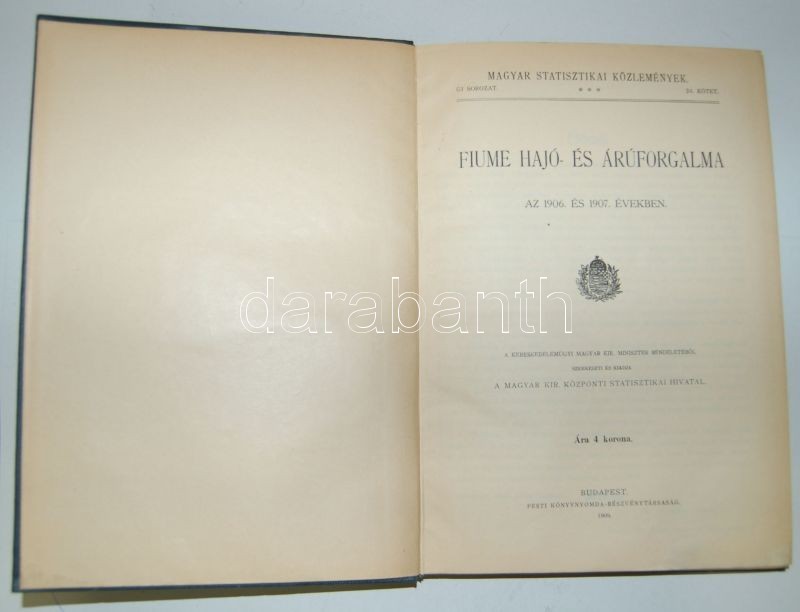 MAGYAR STATISZTIKAI KÖZLEMÉNYEK.
ÚJ SOROZAT. *** 24. KÖTET.
FIUME HAJÓ- ÉS ÁRÚFORGALMA
AZ 1906. ÉS 1907. ÉVEKBEN.
darabanth
A KERESKEDELEMÜGYI MAGYAR KIR. MINISZTER RENDELETÉBŐL
SZERKESZTI ÉS KIADJA
A MAGYAR KIR. KÖZPONTI STATISZTIKAI HIVATAL.
Ára 4 korona.
BUDAPEST.
PESTI KÖNYVNYOMDA-RÉSZVÉNYTÁRSASÁG.